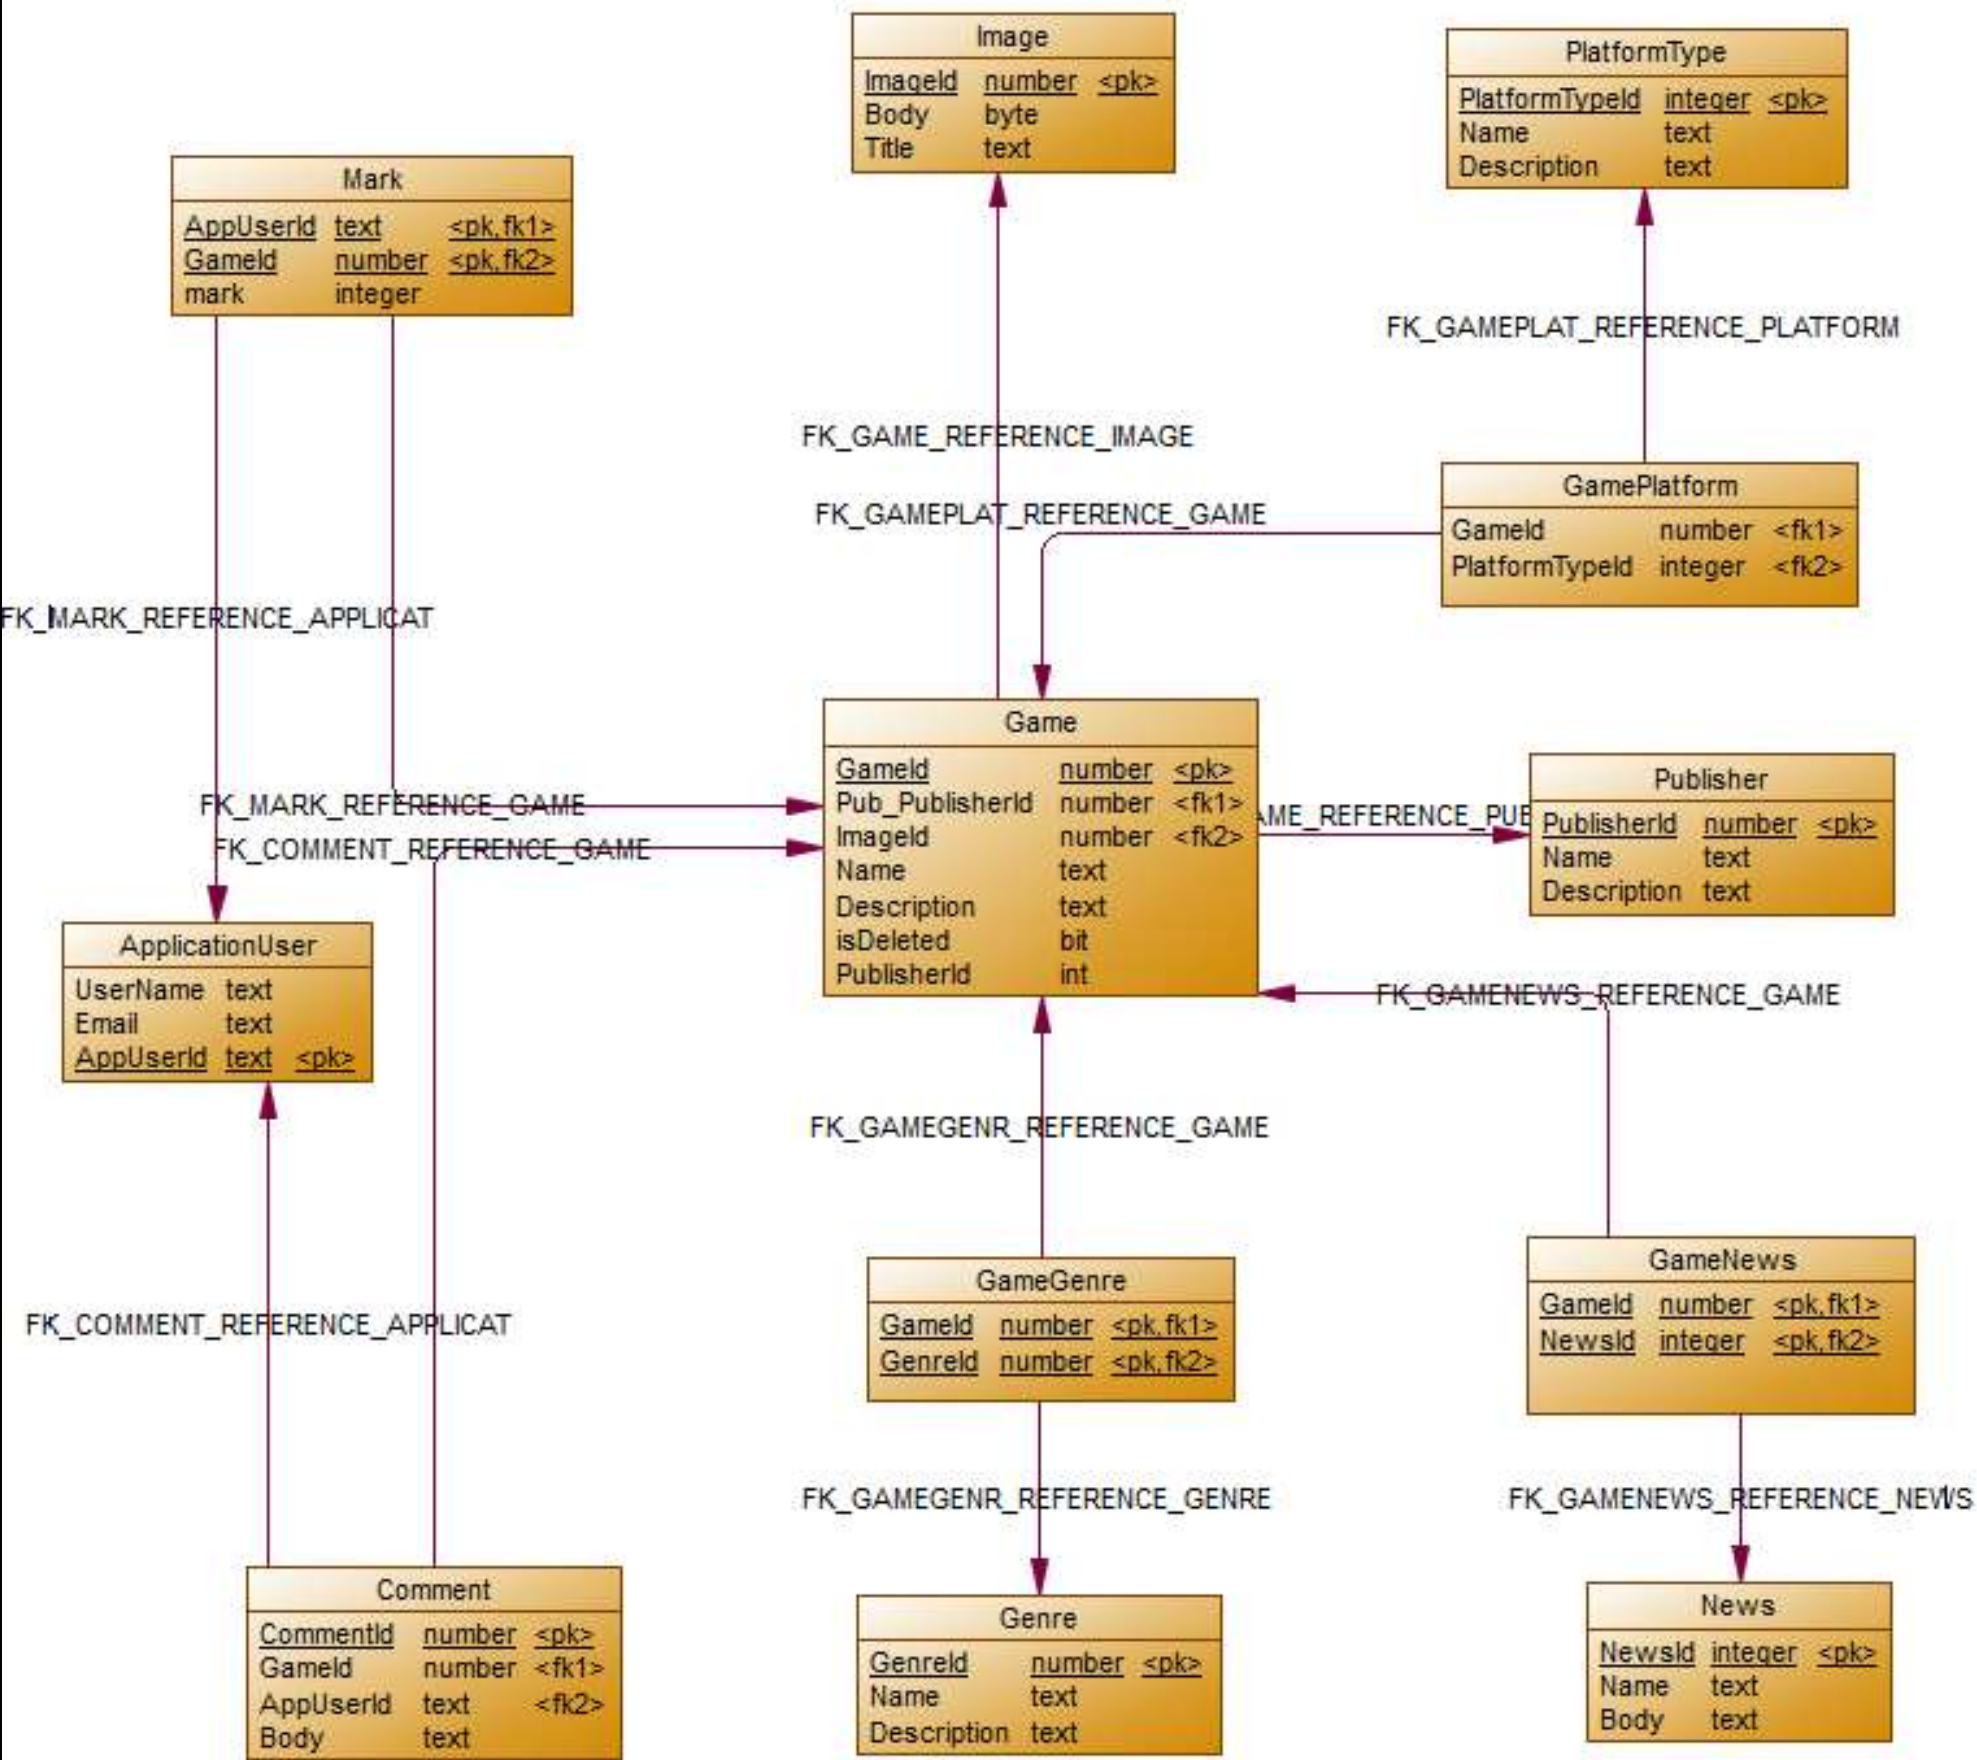 Image
ImageId number <pk>
Body byte
Title text
PlatformType
PlatformTypeId integer <pk>
Name text
Description text
Mark
AppUserId text <pk,fk1>
GameId number <pk,fk2>
mark integer
FK_GAMEPLAT_REFERENCE_PLATFORM
FK_GAME_REFERENCE_IMAGE
FK_GAMEPLAT_REFERENCE_GAME
GamePlatform
GameId number <fk1>
PlatformTypeId integer <fk2>
FK_MARK_REFERENCE_APPLICAT
Game
GameId number <pk>
Pub_PublisherId number <fk1>
ImageId number <fk2>
Name text
Description text
isDeleted bit
PublisherId int
FK_MARK_REFERENCE_GAME
FK_COMMENT_REFERENCE_GAME
AME_REFERENCE_PUB
Publisher
PublisherId number <pk>
Name text
Description text
ApplicationUser
UserName text
Email text
AppUserId text <pk>
FK_GAMENEWS_REFERENCE_GAME
FK_GAMEGENR_REFERENCE_GAME
GameGenre
GameId number <pk,fk1>
GenreId number <pk,fk2>
GameNews
GameId number <pk,fk1>
NewsId integer <pk,fk2>
FK_COMMENT_REFERENCE_APPLICAT
FK_GAMEGENR_REFERENCE_GENRE
FK_GAMENEWS_REFERENCE_NEWS
Comment
CommentId number <pk>
GameId number <fk1>
AppUserId text <fk2>
Body text
Genre
GenreId number <pk>
Name text
Description text
News
NewsId integer <pk>
Name text
Body text